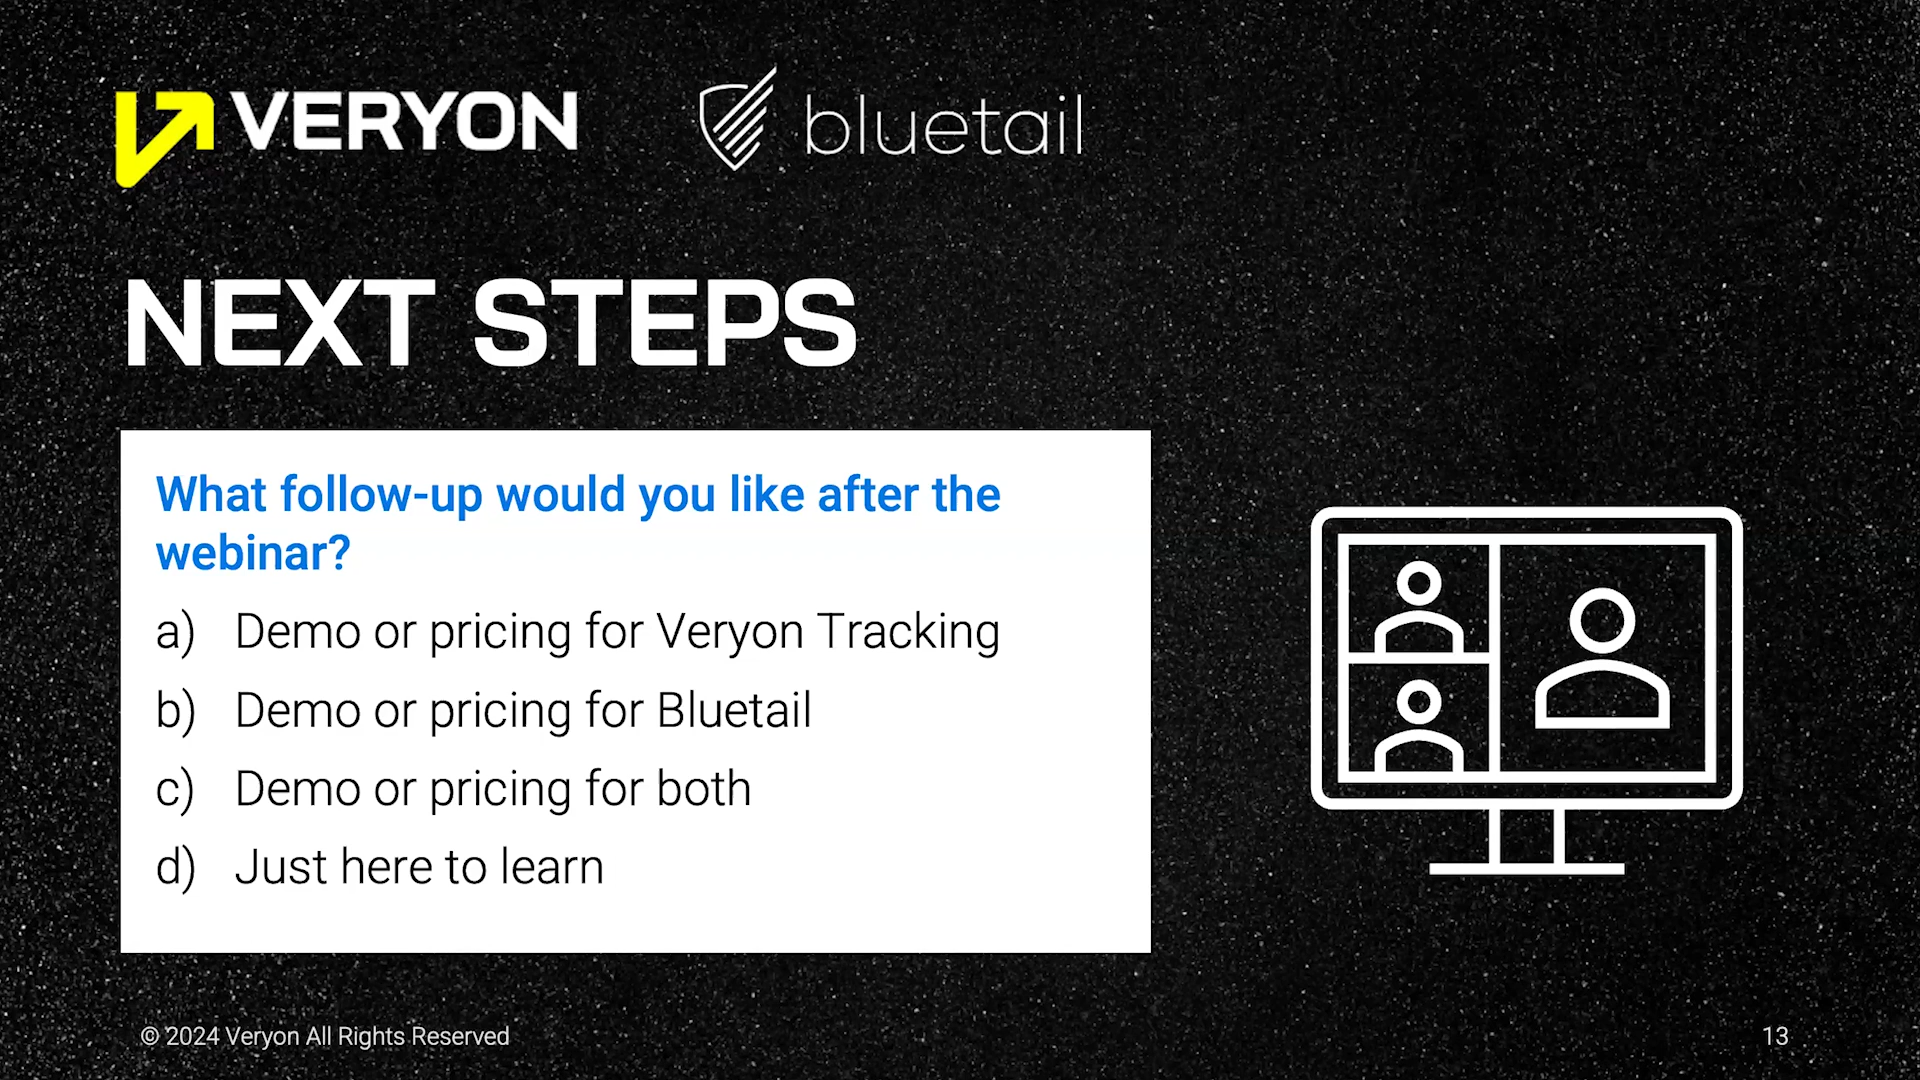 VERYON
bluetail
NEXT STEPS
What follow-up would you like after the
webinar?
a) Demo or pricing for Veryon Tracking
b) Demo or pricing for Bluetail
c) Demo or pricing for both
d) Just here to learn
© 2024 Veryon All Rights Reserved
13